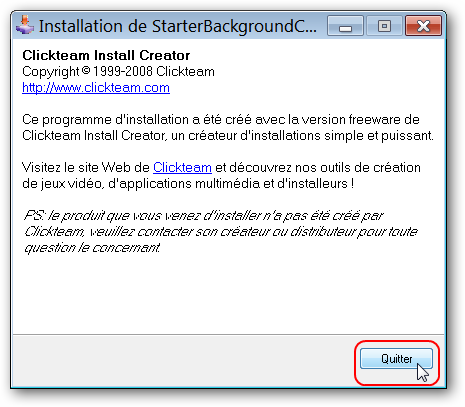 Installation de StarterBackgroundC...
Clickteam Install Creator
Copyright © 1999-2008 Clickteam
http://www.clickteam.com
Ce programme d'installation a été créé avec la version freeware de
Clickteam Install Creator, un créateur d'installations simple et puissant.
Visitez le site Web de Clickteam et découvrez nos outils de création
de jeux vidéo, d'applications multimédia et d'installeurs !
PS: le produit que vous venez d'installer n'a pas été créé par
Clickteam, veuillez contacter son créateur ou distributeur pour toute
question le concernant.
Quitter